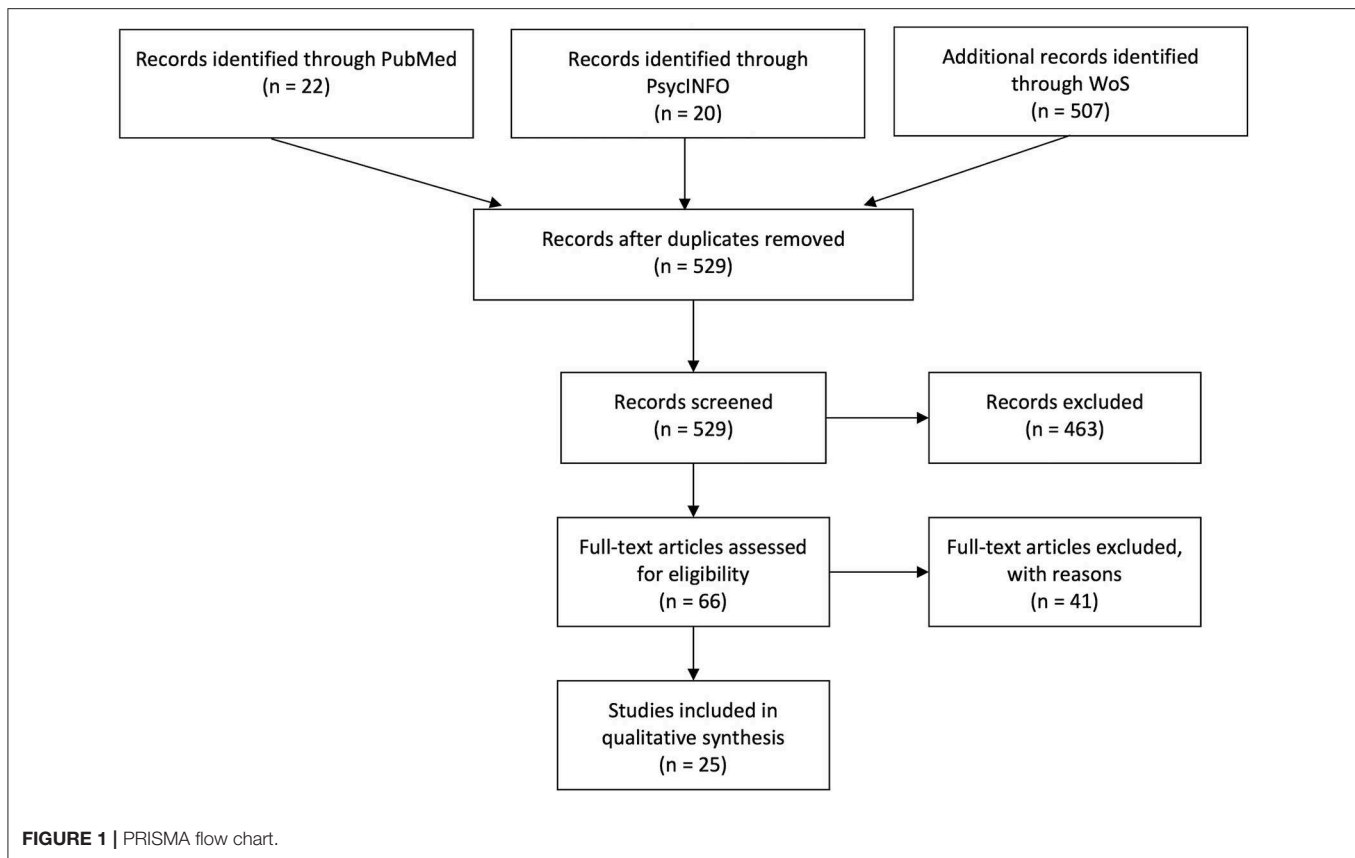 Records identified through PubMed
(n = 22)
Records identified through
PsycINFO
(n = 20)
Additional records identified
through WoS
(n = 507)
Records after duplicates removed
(n = 529)
Records screened
(n = 529)
Records excluded
(n = 463)
Full-text articles assessed
for eligibility
(n = 66)
Full-text articles excluded,
with reasons
(n = 41)
Studies included in
qualitative synthesis
(n = 25)
FIGURE 1 | PRISMA flow chart.